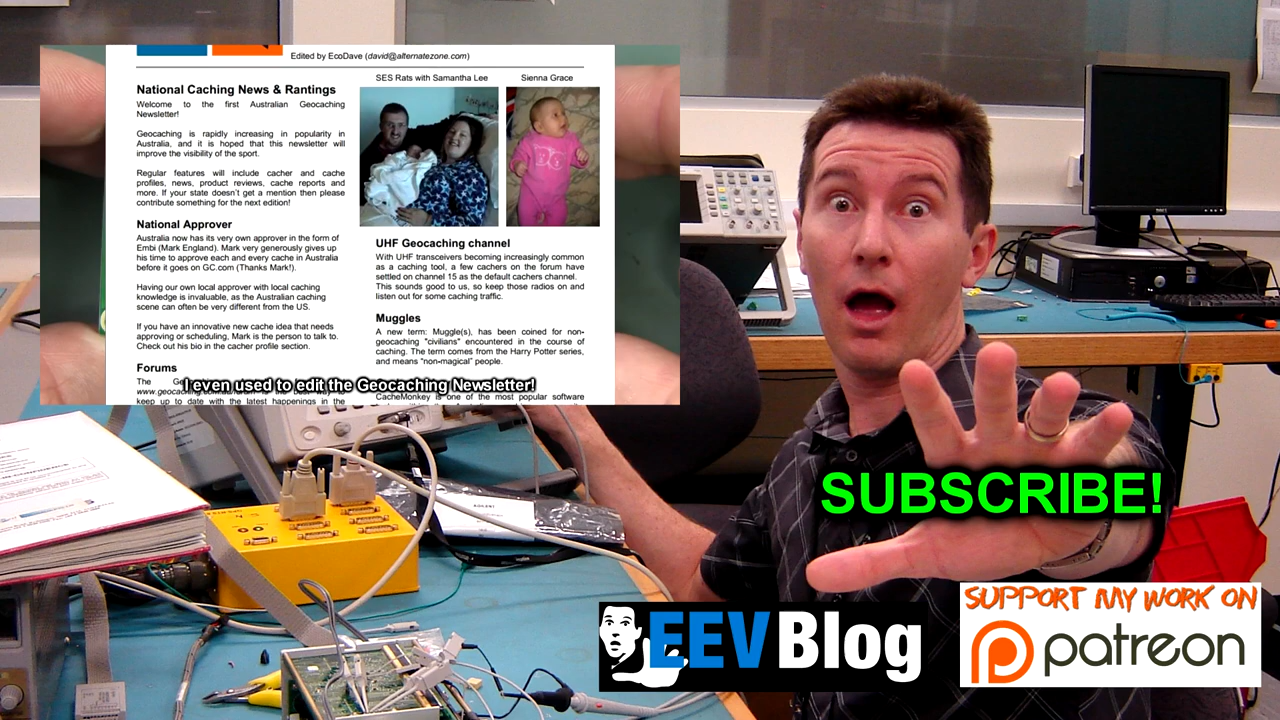 Edited by EcoDave (david@alternatezone.com)
National Caching News & Rantings
Welcome to the first Australian Geocaching
Newsletter!
Geocaching is rapidly increasing in popularity in
Australia, and it is hoped that this newsletter will
improve the visibility of the sport.
Regular features will include cacher and cache
profiles, news, product reviews, cache reports and
more. If your state doesn't get a mention then please
contribute something for the next edition!
National Approver
Australia now has its very own approver in the form of
Embi (Mark England). Mark very generously gives up
his time to approve each and every cache in Australia
before it goes on GC.com (Thanks Mark!).
Having our own local approver with local caching
knowledge is invaluable, as the Australian caching
scene can often be very different from the US.
If you have an innovative new cache idea that needs
approving or scheduling, Mark is the person to talk to.
Check out his bio in the cacher profile section.
Forums
The
keep up to date with the latest happenings in the
SES Rats with Samantha Lee
Sienna Grace
UHF Geocaching channel
With UHF transceivers becoming increasingly common
as a caching tool, a few cachers on the forum have
settled on channel 15 as the default cachers channel.
This sounds good to us, so keep those radios on and
listen out for some caching traffic.
Muggles
A new term: Muggle(s), has been coined for non-
geocaching "civilians" encountered in the course of
caching. The term comes from the Harry Potter series,
and means "non-magical" people.
CacheMonkey is one of the most popular software
I even used to edit the Geocaching Newsletter!
SUBSCRIBE!
EEVBlog
SUPPORT MY WORK ON
patreon